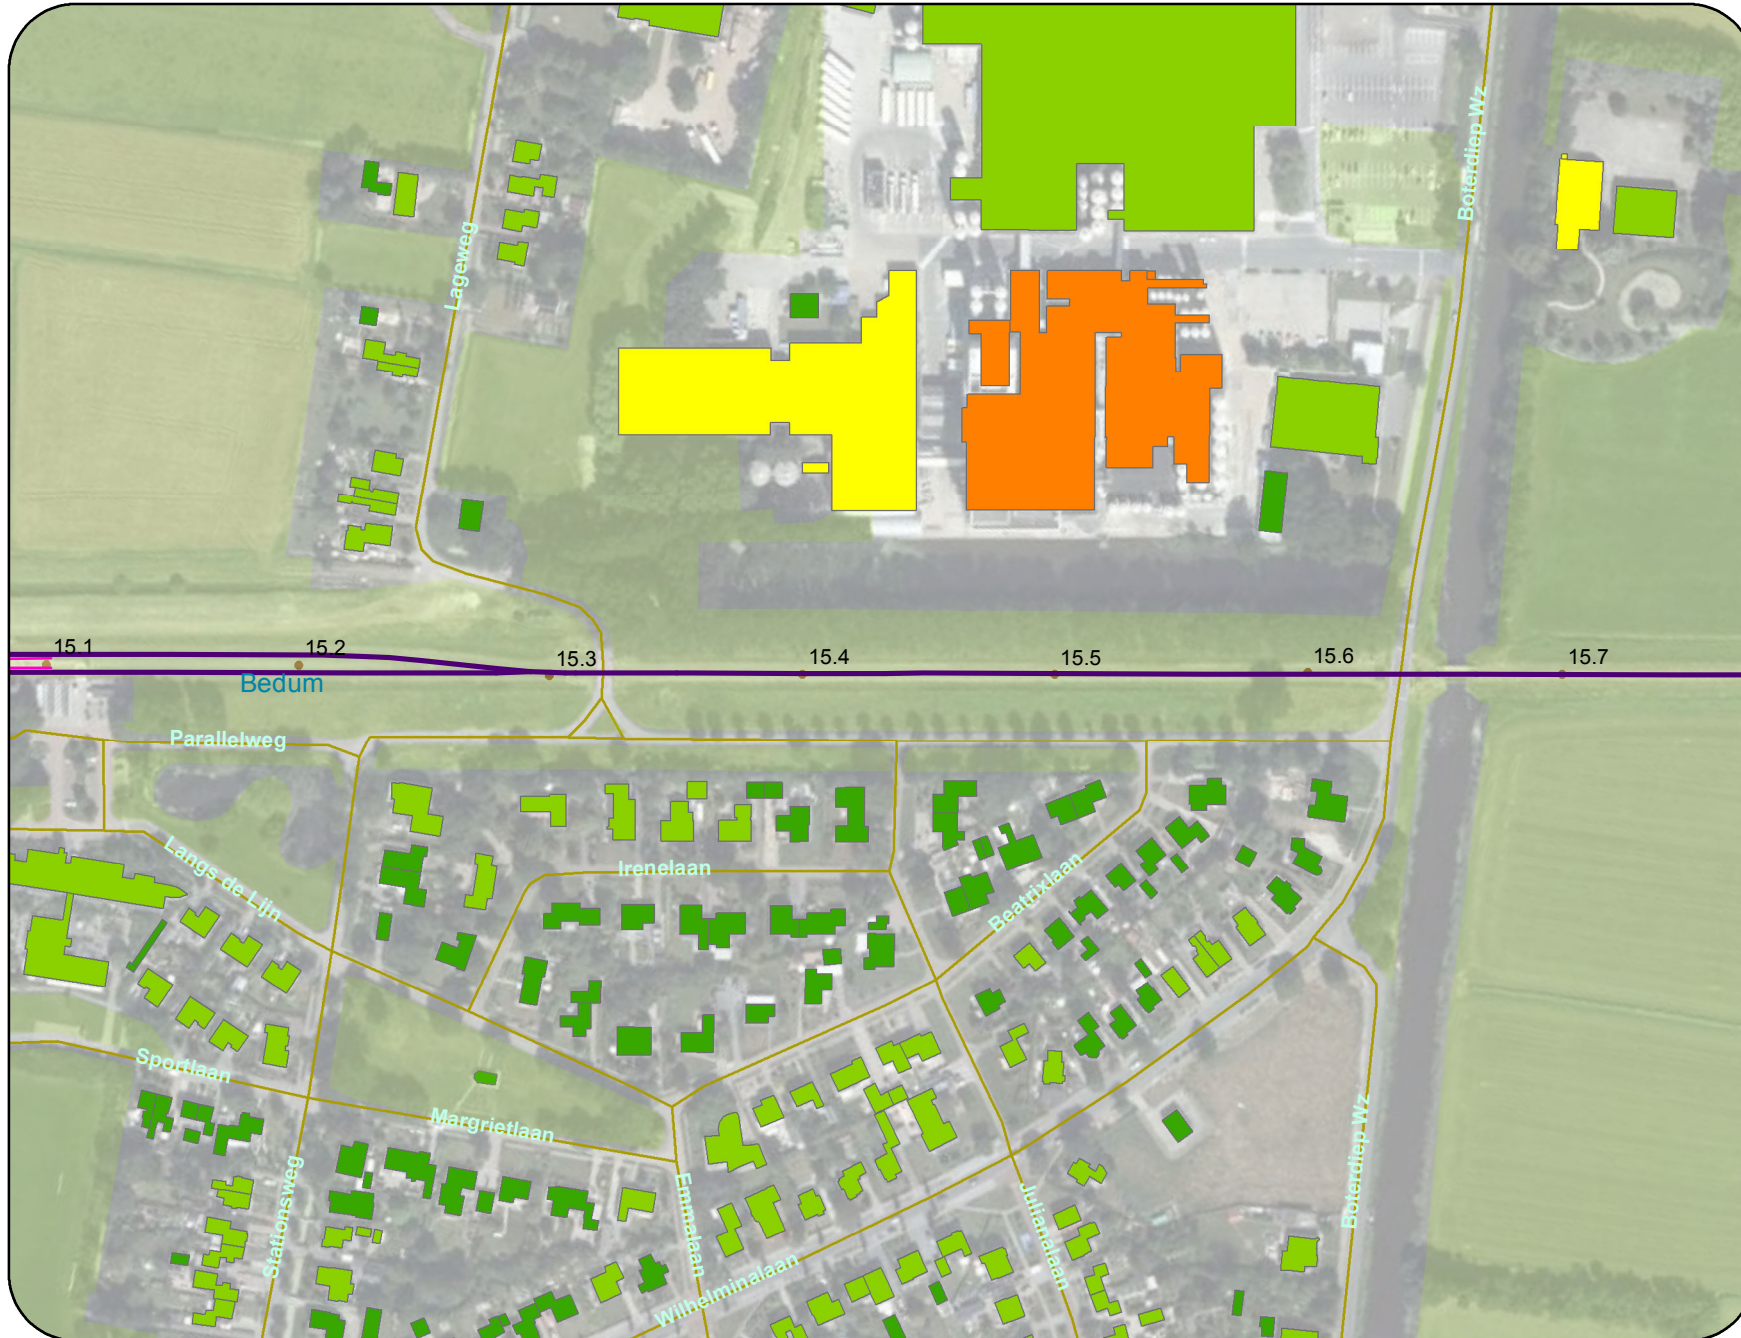 Boterdiep Wz
Lageweg
15.1
15.2
15.3
15.4
15.5
15.6
15.7
Bedum
Parallelweg
Langs de Lijn
Irenelaan
Beatrixlaan
Sportlaan
Margrietlaan
Stationsweg
Emmalaan
Wilhelminalaan
Julianalaan
Boterdiep Wz